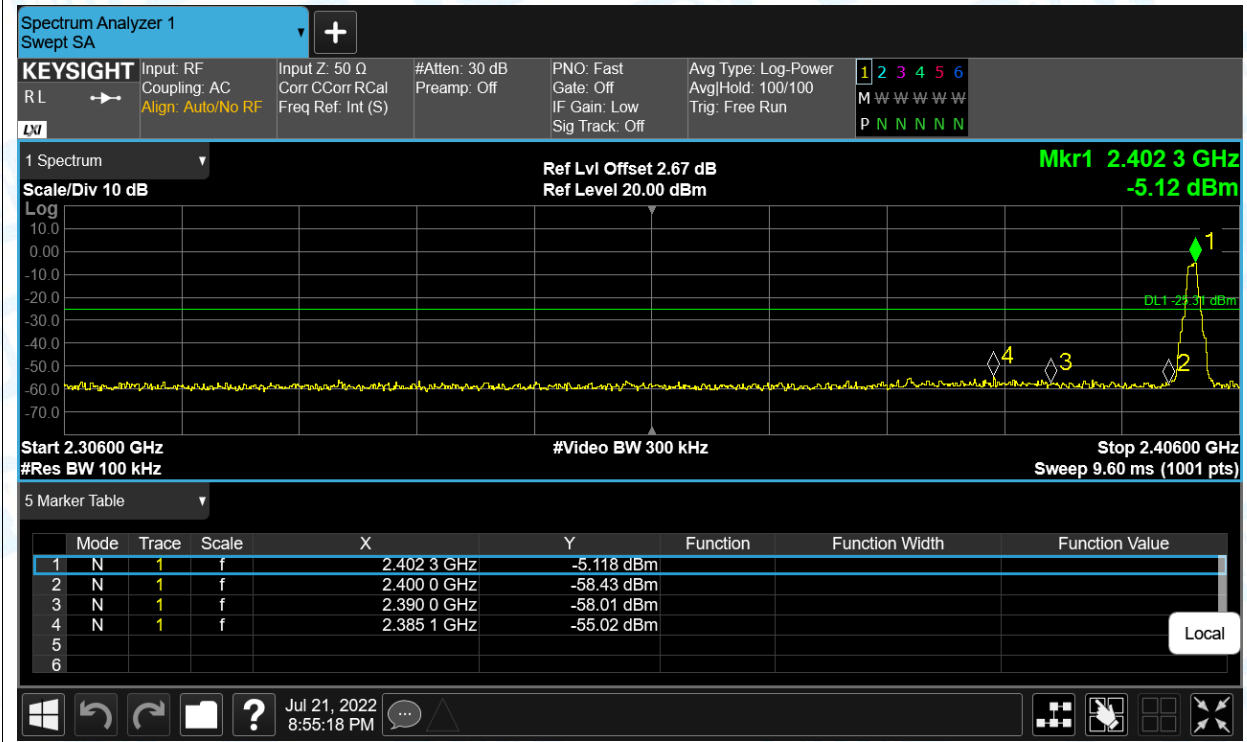 Spectrum Analyzer 1
Swept SA
+
KEYSIGHT Input: RF Input Z: 50 Ω #Atten: 30 dB PNO: Fast Avg Type: Log-Power 1 2 3 4 5 6
R L Coupling: AC Corr CCorr RCal Preamp: Off Gate: Off Avg|Hold: 100/100 M W W W W W W
Align: Auto/No RF Freq Ref: Int (S) IF Gain: Low Trig: Free Run
LXI Sig Track: Off P N N N N N
1 Spectrum Ref Lvl Offset 2.67 dB Mkr1 2.402 3 GHz
Scale/Div 10 dB Ref Level 20.00 dBm -5.12 dBm
Log
10.0 1
0.00
-10.0
-20.0 DL1 -25.31 dBm
-30.0
-40.0
-50.0 4 3 2
-60.0
-70.0
Start 2.30600 GHz #Video BW 300 kHz Stop 2.40600 GHz
#Res BW 100 kHz Sweep 9.60 ms (1001 pts)
5 Marker Table
Mode Trace Scale X Y Function Function Width Function Value
1 N 1 f 2.402 3 GHz -5.118 dBm
2 N 1 f 2.400 0 GHz -58.43 dBm
3 N 1 f 2.390 0 GHz -58.01 dBm
4 N 1 f 2.385 1 GHz -55.02 dBm
5
6
Local
? Jul 21, 2022
8:55:18 PM